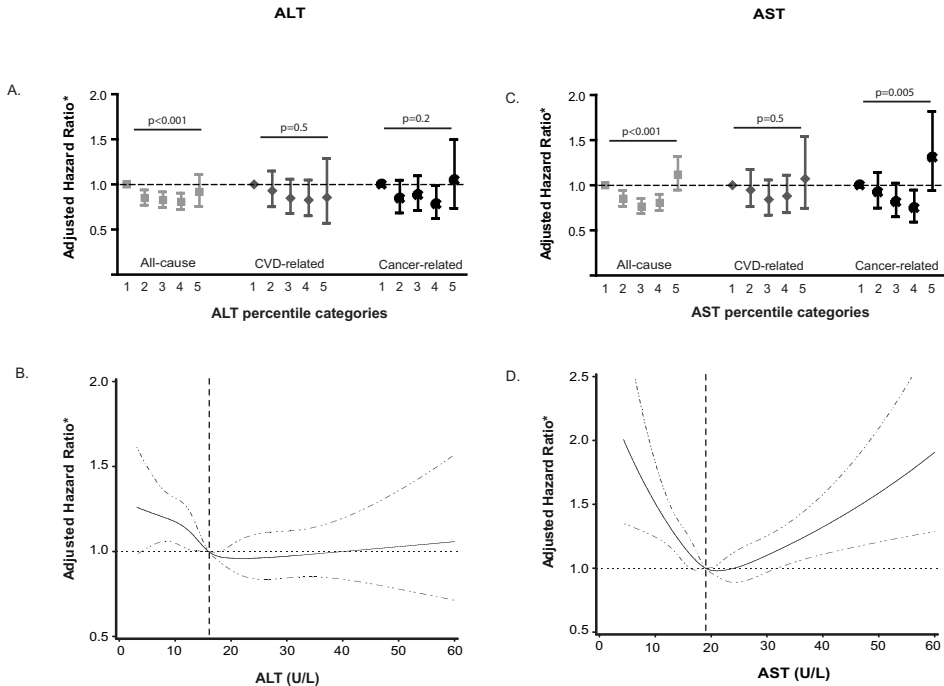 ALT
AST
A.
Adjusted Hazard Ratio*
2.0
1.5
1.0
0.5
p<0.001
p=0.5
p=0.2
All-cause
CVD-related
Cancer-related
1 2 3 4 5 1 2 3 4 5 1 2 3 4 5
ALT percentile categories
C.
Adjusted Hazard Ratio*
2.0
1.5
1.0
0.5
p<0.001
p=0.5
p=0.005
All-cause
CVD-related
Cancer-related
1 2 3 4 5 1 2 3 4 5 1 2 3 4 5
AST percentile categories
B.
Adjusted Hazard Ratio*
2.0
1.5
1.0
0.5
0 10 20 30 40 50 60
ALT (U/L)
D.
Adjusted Hazard Ratio*
2.5
2.0
1.5
1.0
0.5
0 10 20 30 40 50 60
AST (U/L)